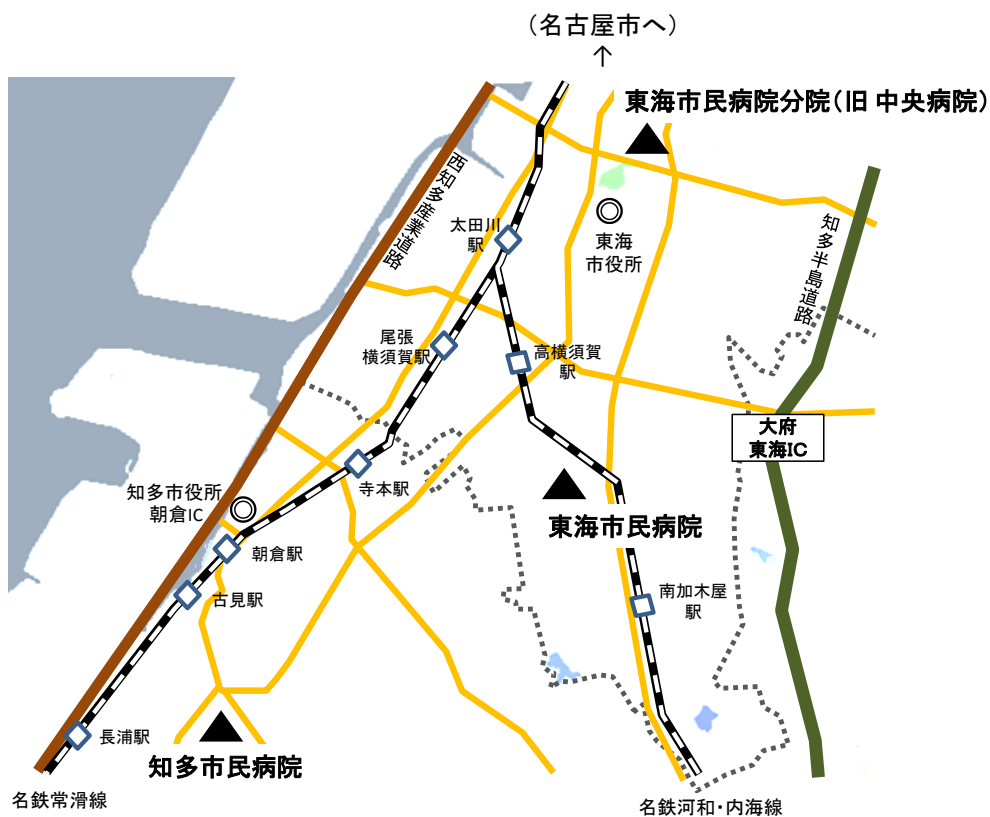 （名古屋市へ）
↑
東海市民病院分院（旧 中央病院）
西知多産業道路
太田川
駅
東海
市役所
知多半島道路
尾張
横須賀駅
高横須賀
駅
大府
東海IC
寺本駅
知多市役所
朝倉IC
東海市民病院
朝倉駅
南加木屋
駅
古見駅
長浦駅
知多市民病院
名鉄常滑線
名鉄河和・内海線